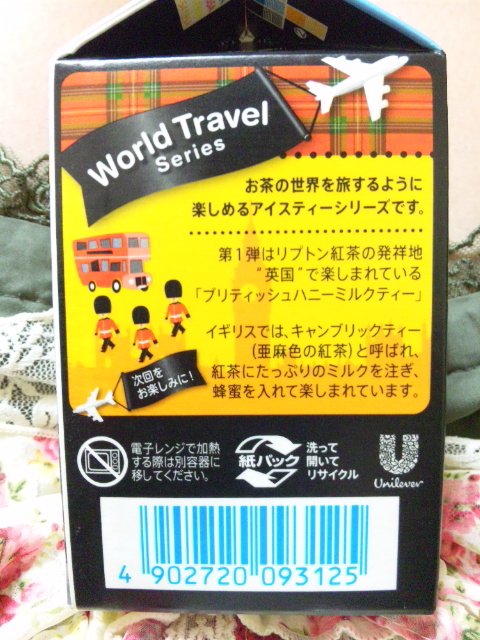 World Travel
Series
お茶の世界を旅するように
楽しめるアイスティーシリーズです。
第1弾はリプトン紅茶の発祥地
“英国”で楽しまれている
「ブリティッシュハニーミルクティー」
イギリスでは、キャンブリックティー
(亜麻色の紅茶)と呼ばれ、
紅茶にたっぷりのミルクを注ぎ、
蜂蜜を入れて楽しまれています。
次回を
お楽しみに!
電子レンジで加熱
する際は別容器に
移してください。
紙パック
洗って
開いて
リサイクル
Unilever
4 902720 093125